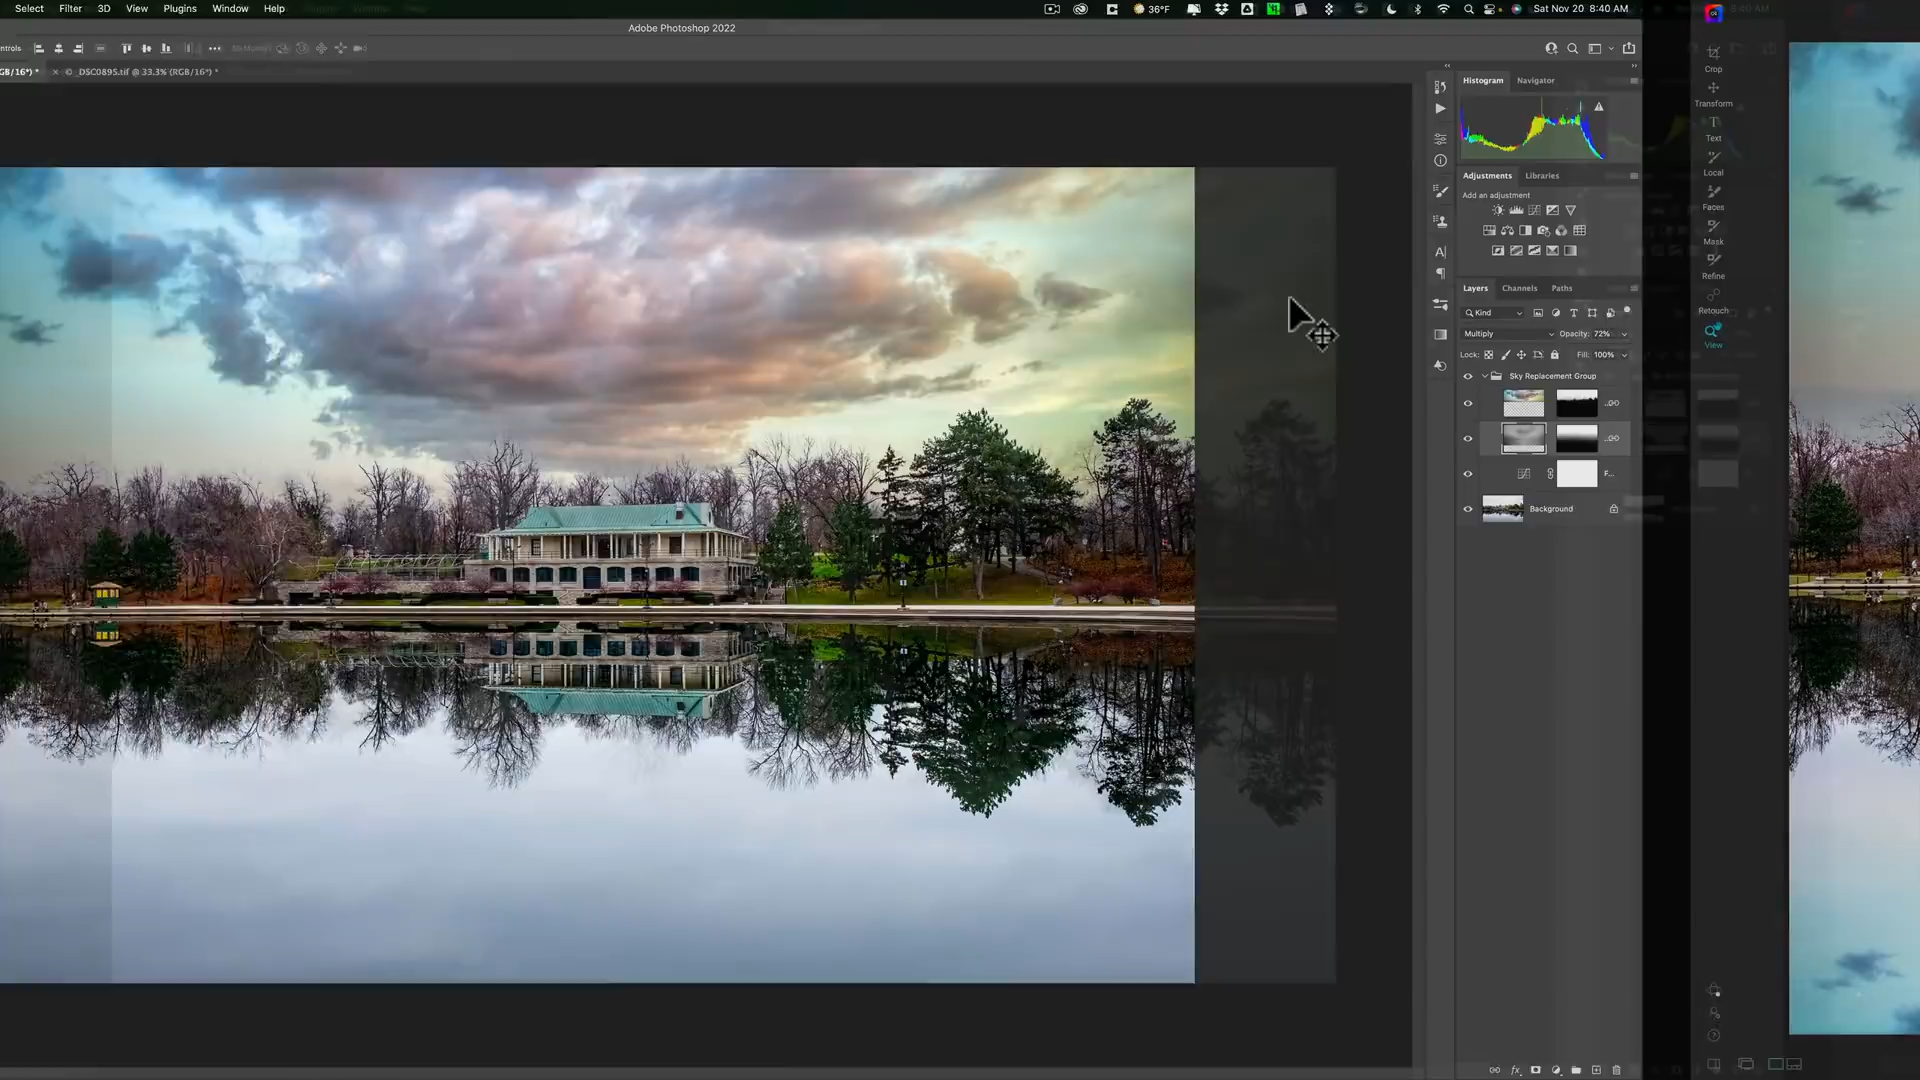 Select Filter 3D View Plugins Window Help 36°F Sat Nov 20 8:40 AM
Adobe Photoshop 2022
ntrols
GB/16*) * × © _DSC0895.tif @ 33.3% (RGB/16*) *
Histogram Navigator
Adjustments Libraries
Add an adjustment
Layers Channels Paths
Kind
Multiply Opacity: 72%
Lock: Fill: 100%
Sky Replacement Group
F...
Background
Crop
Transform
Text
Local
Faces
Mask
Refine
Retouch
View
fx